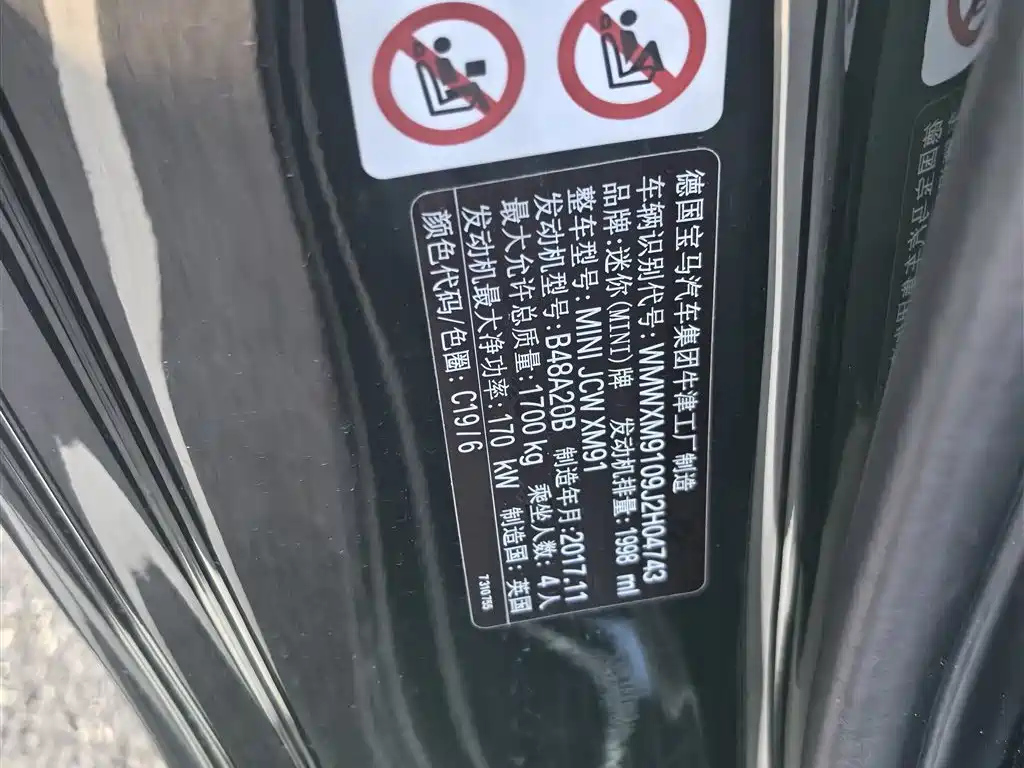 德国宝马汽车集团牛津工厂制造
车辆识别代号:WMWXM9109J2H04743
品牌:迷你(MINI)牌 发动机排量:1998 ml
整车型号:MINI JCW XM91
发动机型号:B48A20B 制造年月:2017.11
最大允许总质量:1700 kg 乘坐人数:4人
发动机最大净功率:170 kW 制造国:英国
颜色代码/色圈:C19/6 7310755